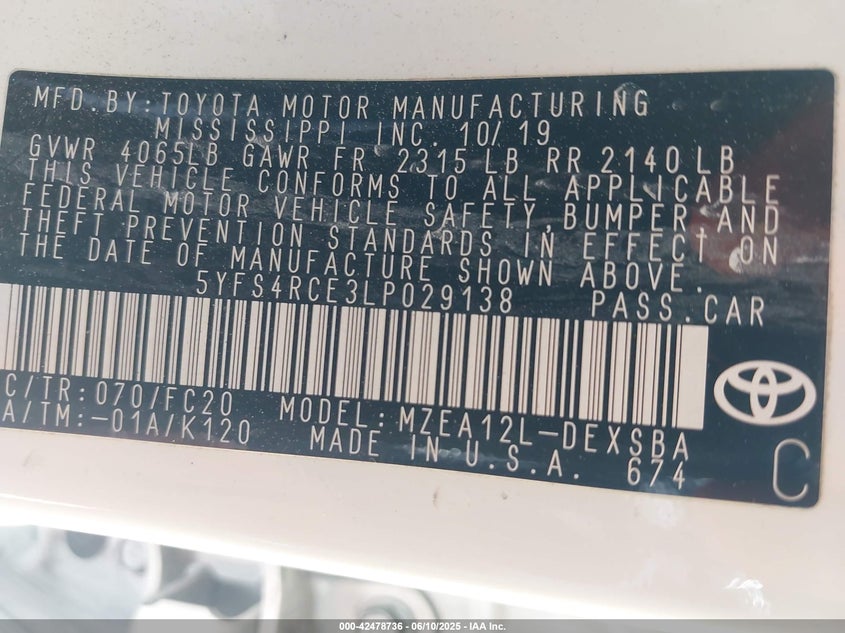 MFD.BY:TOYOTA MOTOR MANUFACTURING
MISSISSIPPI INC. 10/19
GVWR 4065LB GAWR FR 2315 LB RR 2140LB
THIS VEHICLE CONFORMS TO ALL APPLICABLE
FEDERAL MOTOR VEHICLE SAFETY,BUMPER,AND
THEFT PREVENTION STANDARDS IN EFFECT ON
THE DATE OF MANUFACTURE SHOWN ABOVE.
5YFS4RCE3LP029138 PASS.CAR
C/TR:070/FC20 MODEL:MZEA12L-DEXSBA
A/TM:-01A/K120 MADE IN U.S.A. 674
C
000-42478736 - 06/10/2025 - IAA Inc.